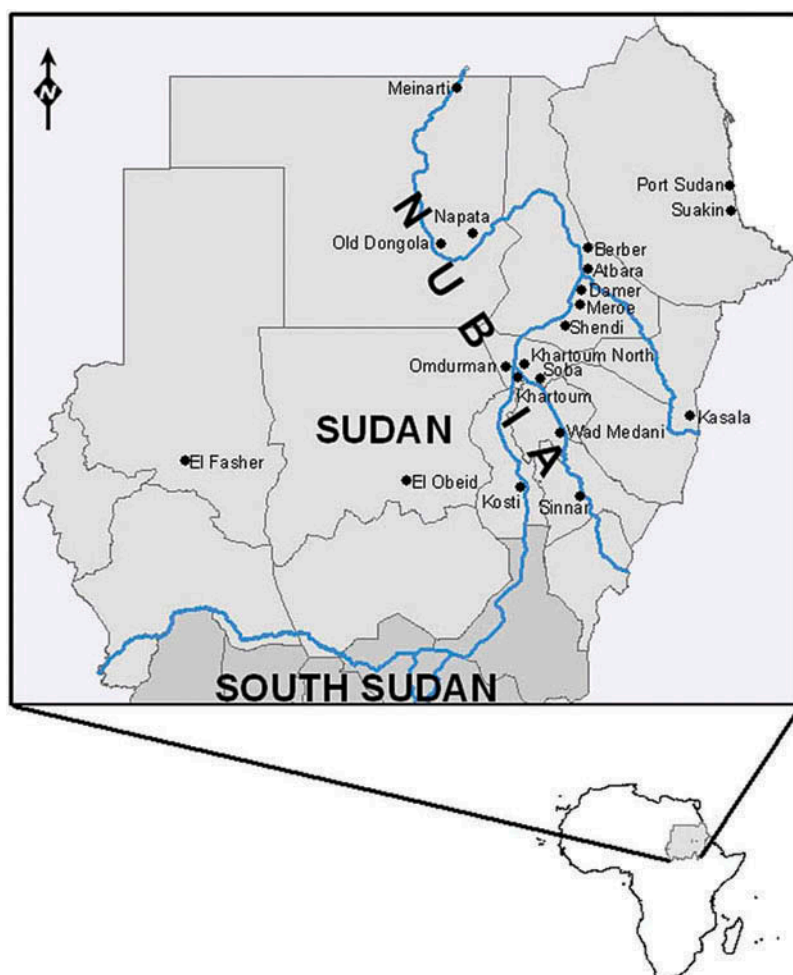 N
Meinarti
Port Sudan
Suakin
Napata
Old Dongola
Berber
Atbara
Damer
Meroe
Shendi
NUBIA
Khartoum North
Omdurman
Soba
Khartoum
Kasala
SUDAN
Wad Medani
El Fasher
El Obeid
Kosti
Sinnar
SOUTH SUDAN